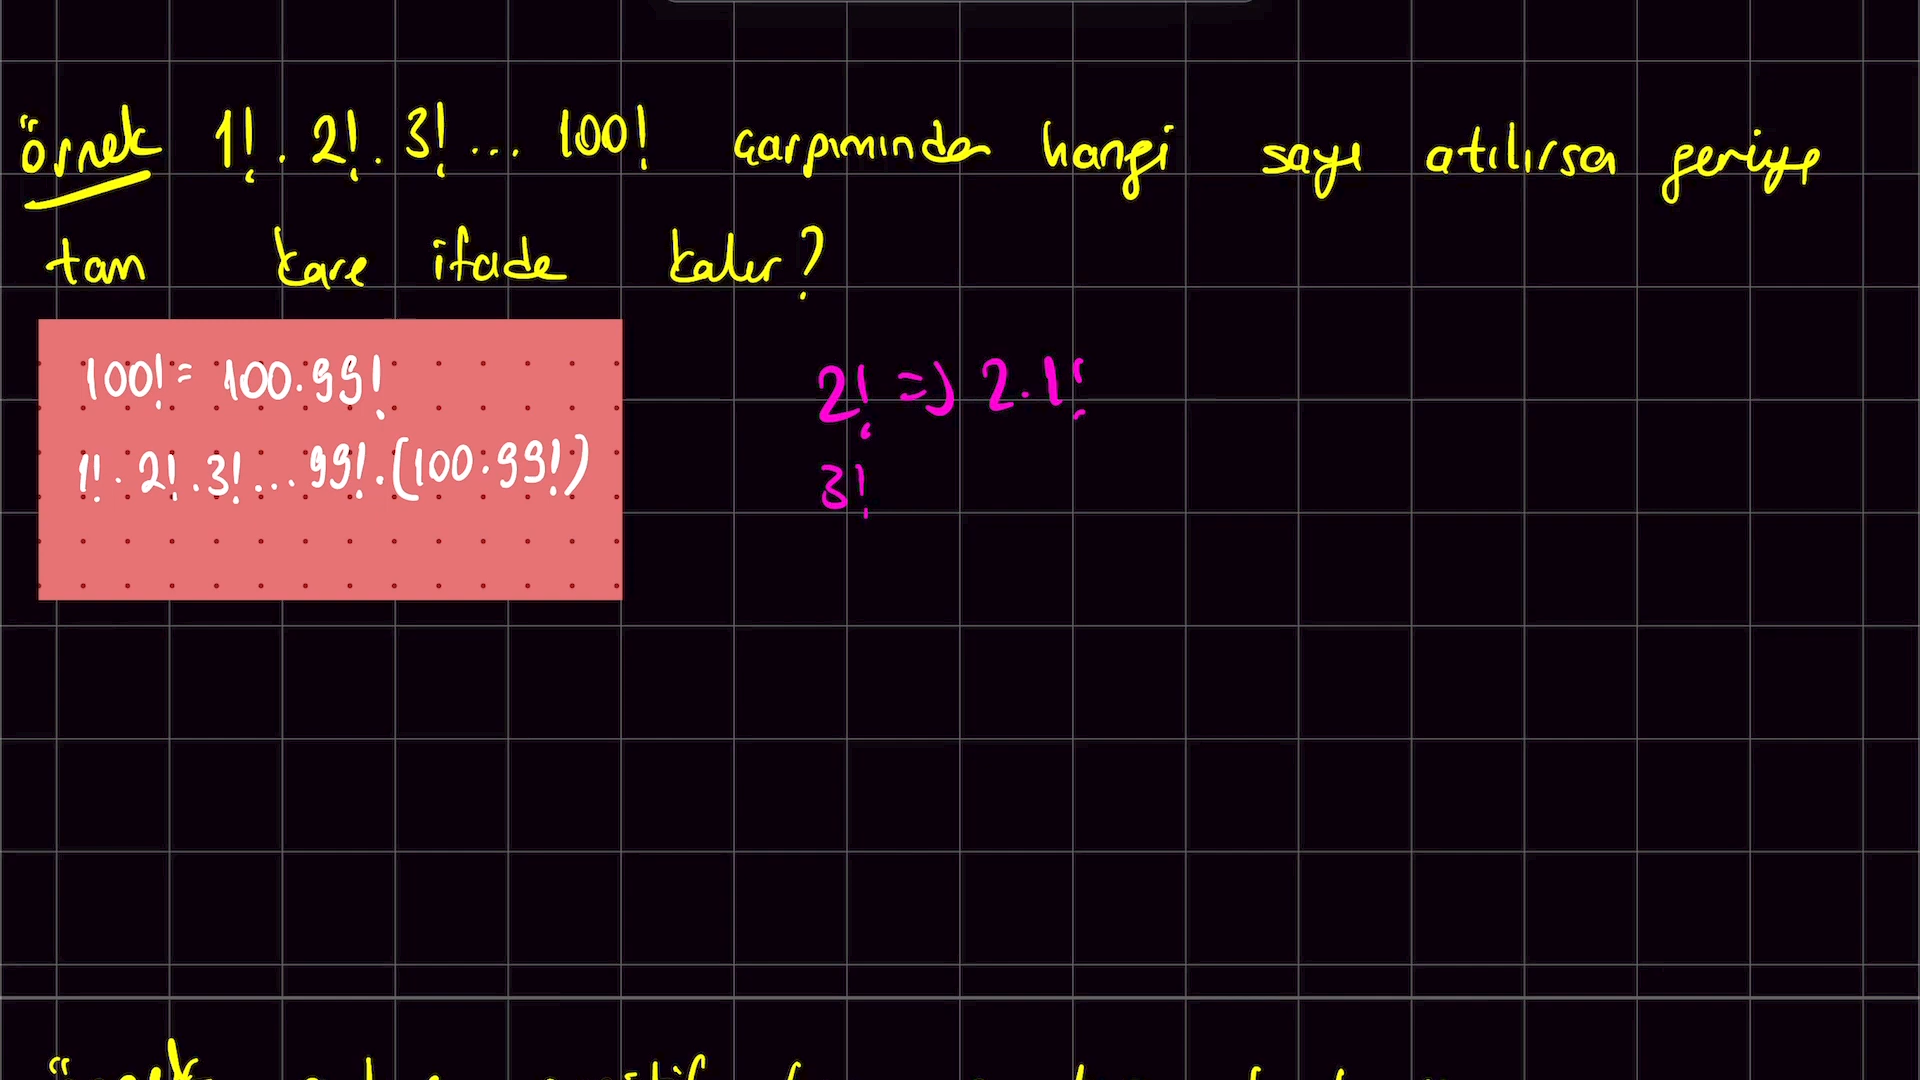 örnek 1! . 2! . 3! ... 100! çarpımından hangi sayı atılırsa geriye
tam kare ifade kalır?
100! = 100.99!
1! . 2! . 3! ... 99! . (100.99!)
2! => 2.1!
3!